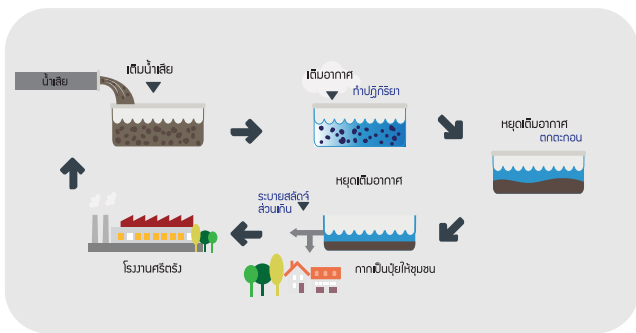 น้ำเสีย
เติมน้ำเสีย
เติมอากาศ
ทำปฏิกิริยา
หยุดเติมอากาศ
ตกตะกอน
หยุดเติมอากาศ
ระบายสลัดจ์
ส่วนเกิน
กากเป็นปุ๋ยให้ชุมชน
โรงงานศรีตรัง